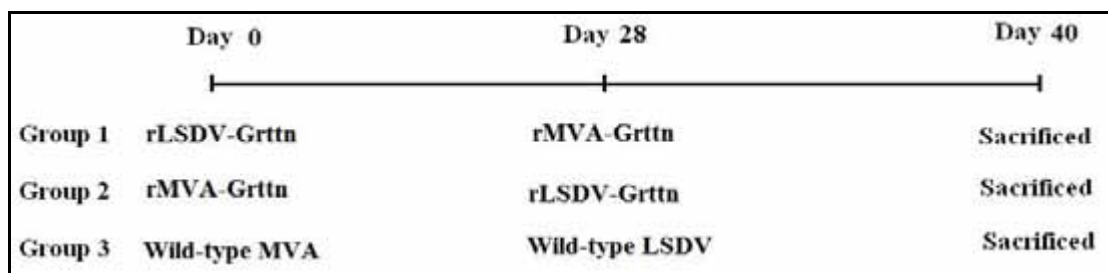 Day 0 Day 28 Day 40
Group 1 rLSDV-Grttn rMVA-Grttn Sacrificed
Group 2 rMVA-Grttn rLSDV-Grttn Sacrificed
Group 3 Wild-type MVA Wild-type LSDV Sacrificed